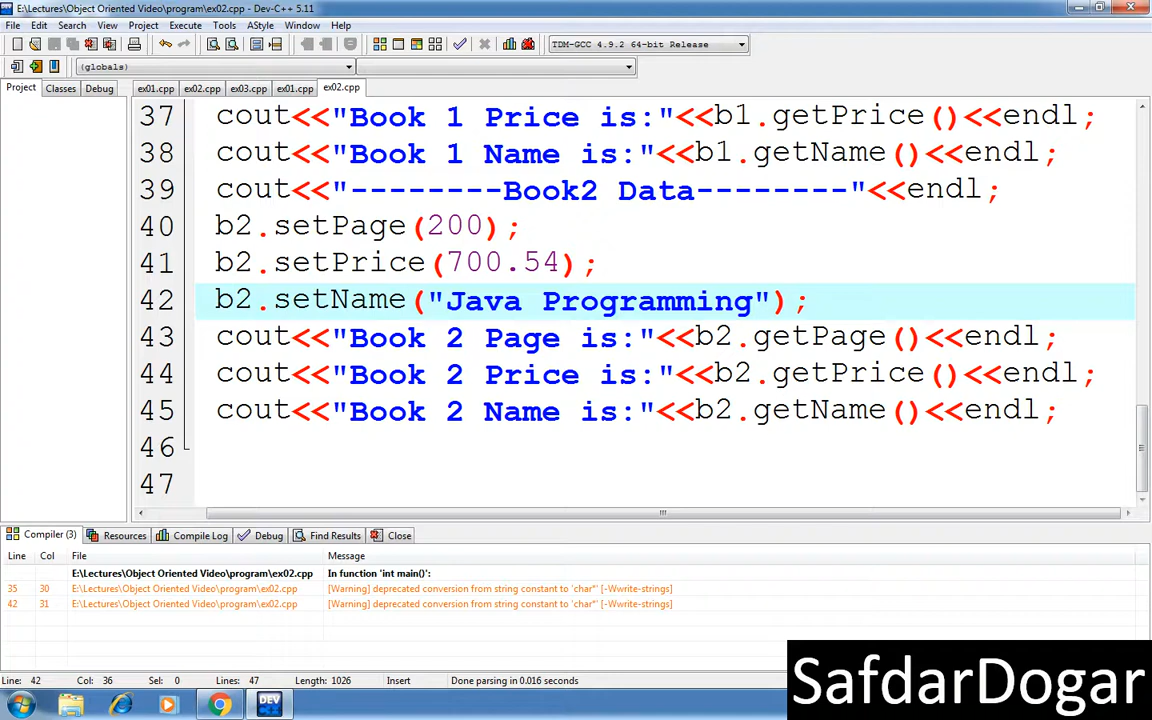 E:\Lectures\Object Oriented Video\program\ex02.cpp - Dev-C++ 5.11
File Edit Search View Project Execute Tools AStyle Window Help
TDM-GCC 4.9.2 64-bit Release
(globals)
Project Classes Debug ex01.cpp ex02.cpp ex03.cpp ex01.cpp ex02.cpp
37 cout<<"Book 1 Price is:"<<b1.getPrice()<<endl;
38 cout<<"Book 1 Name is:"<<b1.getName()<<endl;
39 cout<<"--------Book2 Data--------"<<endl;
40 b2.setPage(200);
41 b2.setPrice(700.54);
42 b2.setName("Java Programming");
43 cout<<"Book 2 Page is:"<<b2.getPage()<<endl;
44 cout<<"Book 2 Price is:"<<b2.getPrice()<<endl;
45 cout<<"Book 2 Name is:"<<b2.getName()<<endl;
46
47
Compiler (3) Resources Compile Log Debug Find Results Close
Line Col File Message
E:\Lectures\Object Oriented Video\program\ex02.cpp In function 'int main()':
35 30 E:\Lectures\Object Oriented Video\program\ex02.cpp [Warning] deprecated conversion from string constant to 'char*' [-Wwrite-strings]
42 31 E:\Lectures\Object Oriented Video\program\ex02.cpp [Warning] deprecated conversion from string constant to 'char*' [-Wwrite-strings]
Line: 42 Col: 36 Sel: 0 Lines: 47 Length: 1026 Insert Done parsing in 0.016 seconds
DEV
SafdarDogar